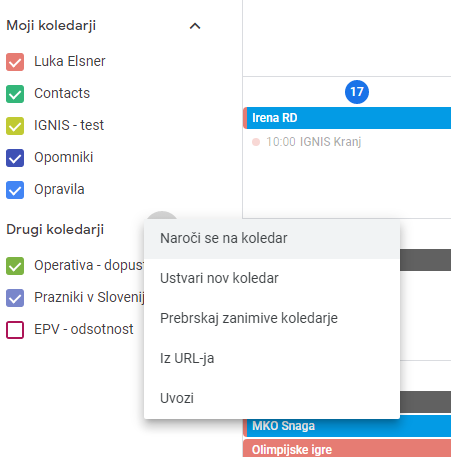 Moji koledarji
Luka Elsner
Contacts
IGNIS - test
Opomniki
Opravila
Drugi koledarji
Operativa - dopust
Prazniki v Sloveniji
EPV - odsotnost
Naroči se na koledar
Ustvari nov koledar
Prebrskaj zanimive koledarje
Iz URL-ja
Uvozi
17
Irena RD
10:00 IGNIS Kranj
MKO Snaga
Olimpijske igre